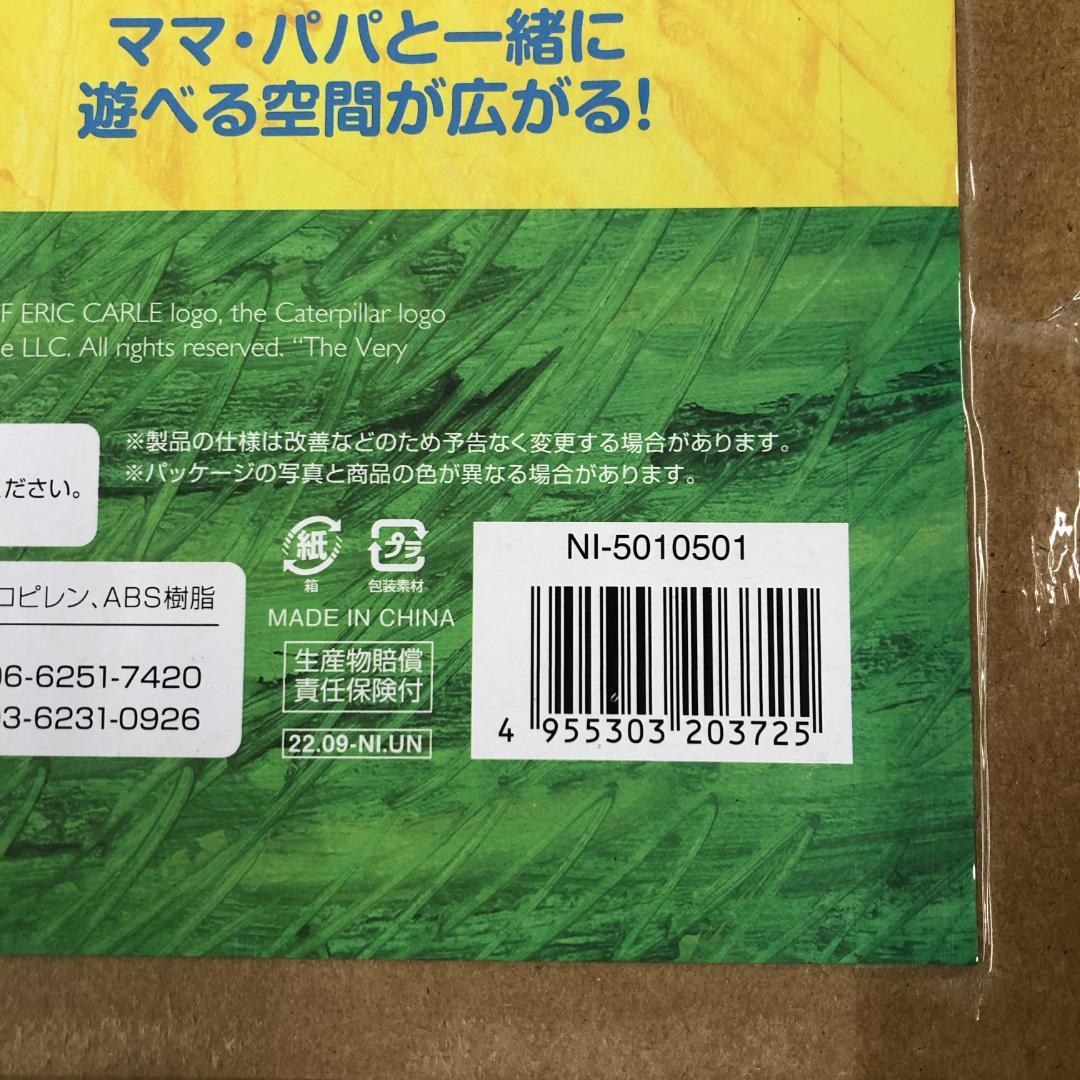 ママ・パパと一緒に
遊べる空間が広がる!
F ERIC CARLE logo, the Caterpillar logo
e LLC. All rights reserved. “The Very
※製品の仕様は改善などのため予告なく変更する場合があります。
※パッケージの写真と商品の色が異なる場合があります。
ください。
紙
箱
プラ
包装素材
MADE IN CHINA
生産物賠償
責任保険付
22.09-NI.UN
ロピレン、ABS樹脂
06-6251-7420
03-6231-0926
NI-5010501
4 955303 203725